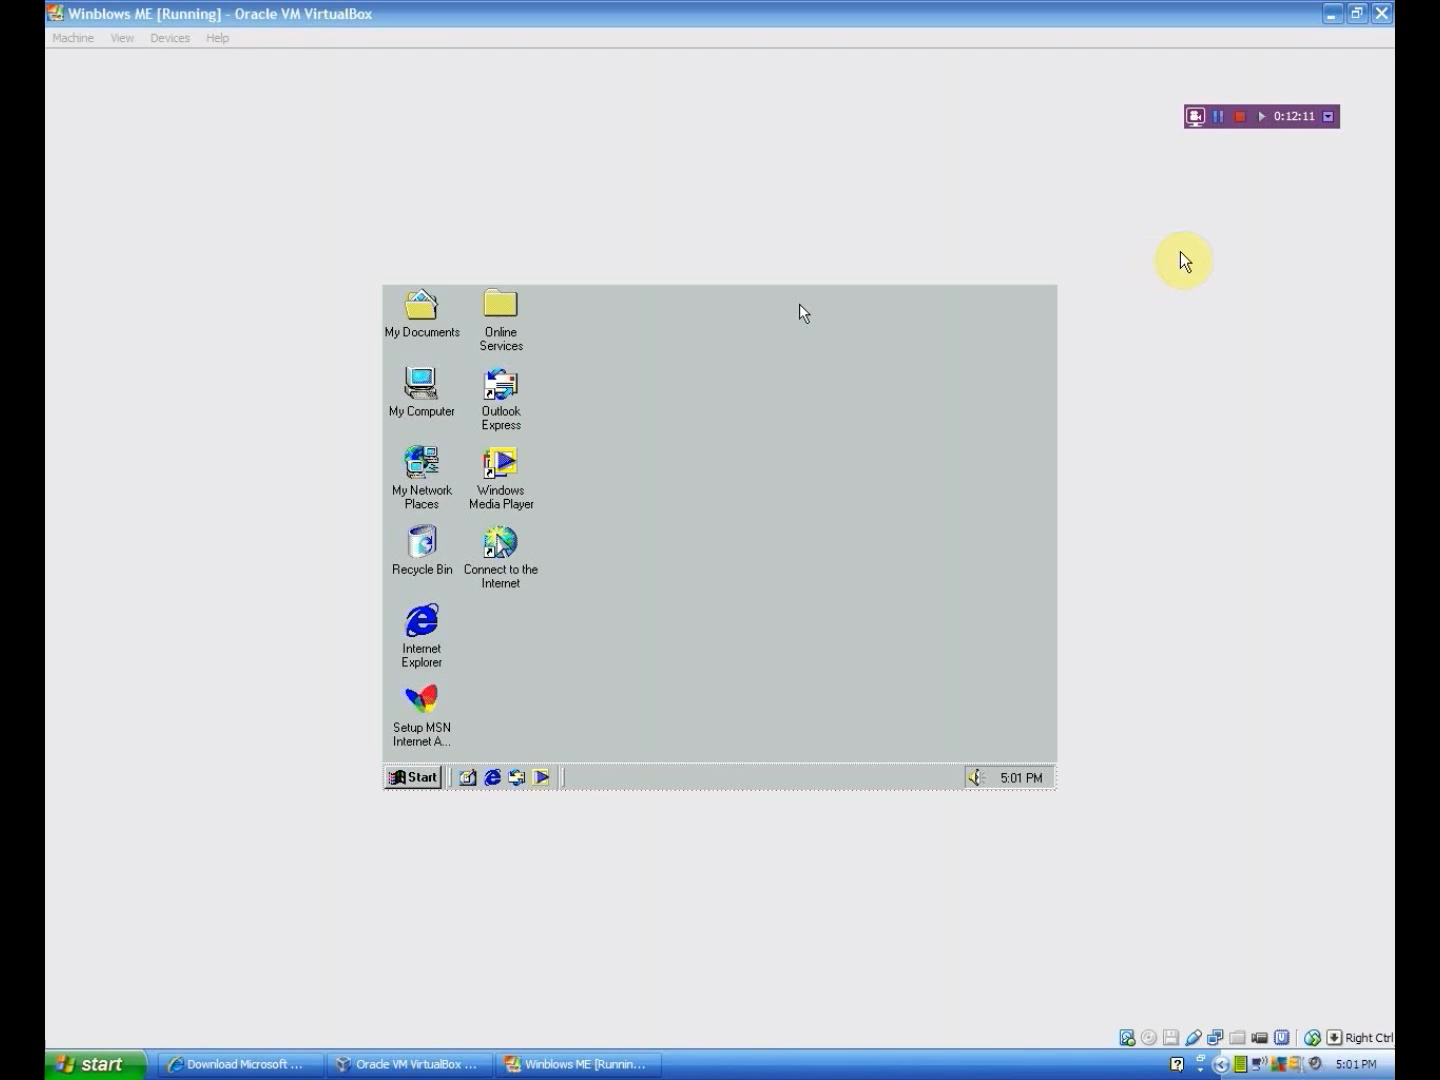 Winblows ME [Running] - Oracle VM VirtualBox
Machine View Devices Help
0:12:11
My Documents
Online
Services
My Computer
Outlook
Express
My Network
Places
Windows
Media Player
Recycle Bin
Connect to the
Internet
Internet
Explorer
Setup MSN
Internet A...
Start
5:01 PM
Right Ctrl
start
Download Microsoft ...
Oracle VM VirtualBox ...
Winblows ME [Runnin...
5:01 PM